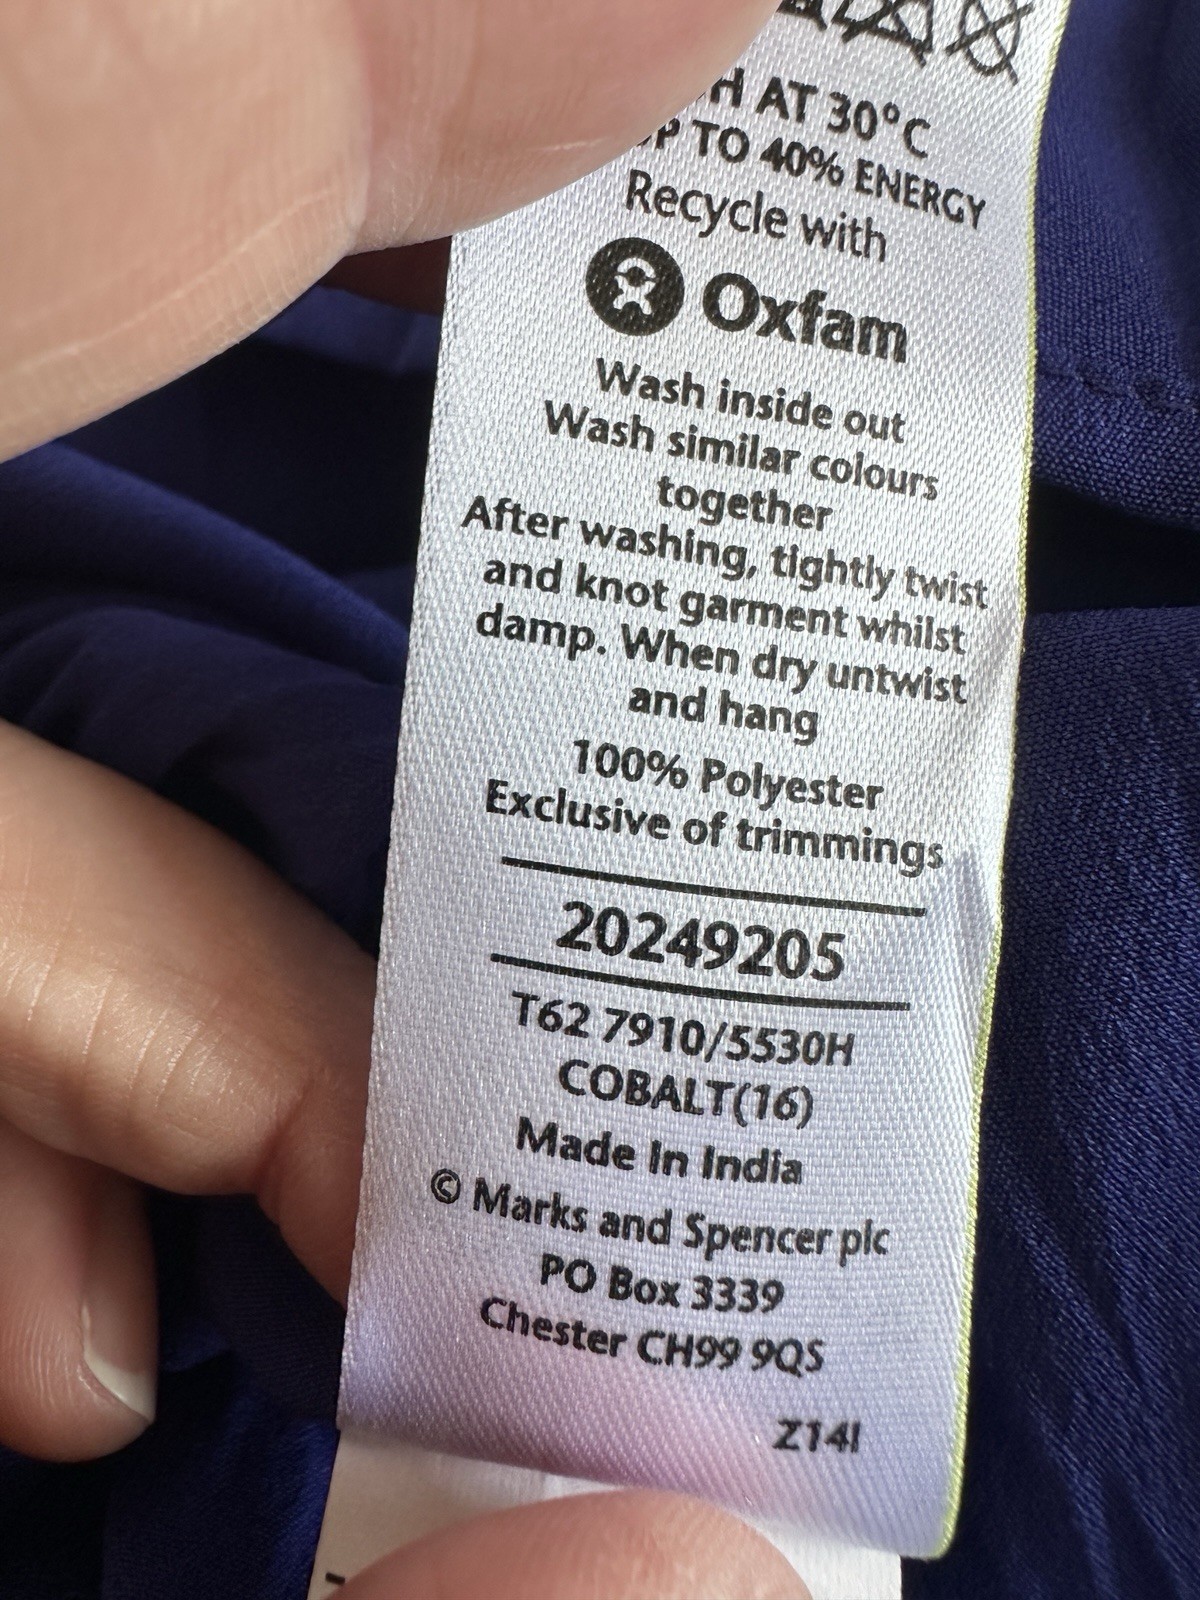 AT 30°C
TO 40% ENERGY
Recycle with
Oxfam
Wash inside out
Wash similar colours
together
After washing, tightly twist
and knot garment whilst
damp. When dry untwist
and hang
100% Polyester
Exclusive of trimmings
20249205
T62 7910/5530H
COBALT(16)
Made In India
© Marks and Spencer plc
PO Box 3339
Chester CH99 9QS
Z14I